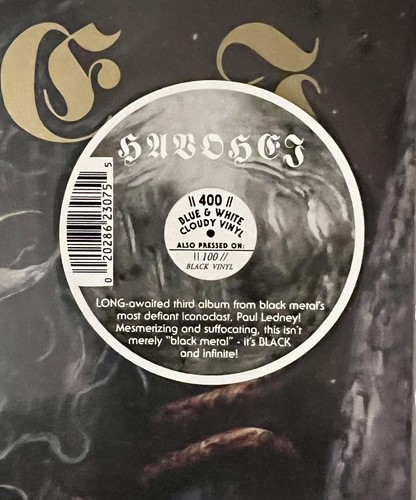 E J
HAVOHEJ
|| 400 ||
BLUE & WHITE
CLOUDY VINYL
ALSO PRESSED ON:
|| 100 //
BLACK VINYL
0 20286 23075 5
LONG-awaited third album from black metal's
most defiant iconoclast, Paul Ledney!
Mesmerizing and suffocating, this isn't
merely "black metal" - it's BLACK
and infinite!